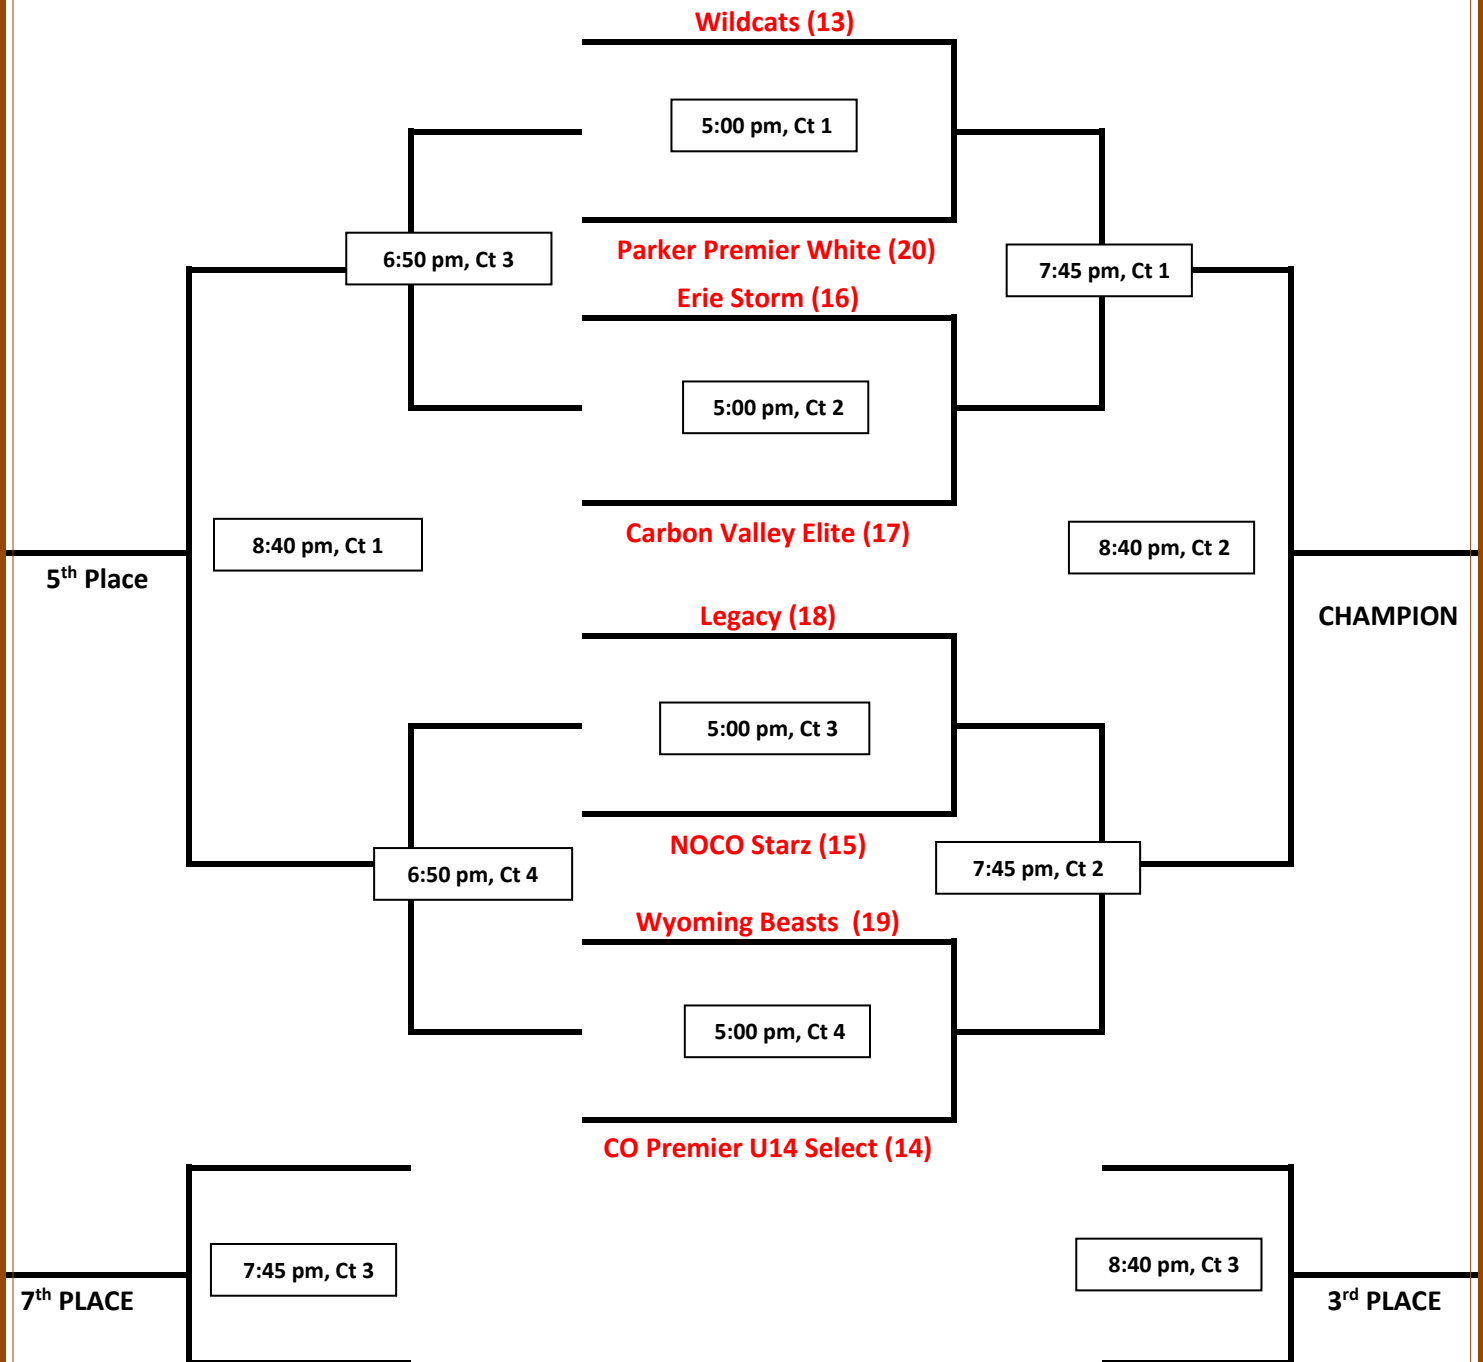 Wildcats (13)
5:00 pm, Ct 1
6:50 pm, Ct 3
Parker Premier White (20)
7:45 pm, Ct 1
Erie Storm (16)
5:00 pm, Ct 2
Carbon Valley Elite (17)
8:40 pm, Ct 1
8:40 pm, Ct 2
5th Place
Legacy (18)
CHAMPION
5:00 pm, Ct 3
NOCO Starz (15)
6:50 pm, Ct 4
7:45 pm, Ct 2
Wyoming Beasts  (19)
5:00 pm, Ct 4
CO Premier U14 Select (14)
7:45 pm, Ct 3
8:40 pm, Ct 3
7th PLACE
3rd PLACE